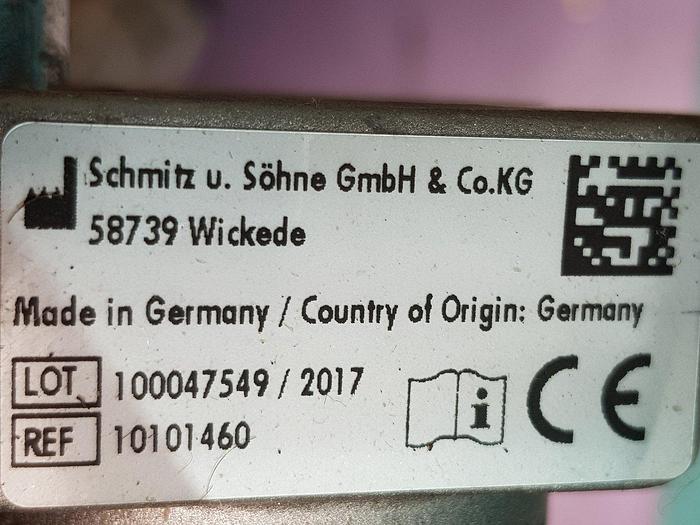 Schmitz u. Söhne GmbH & Co.KG
58739 Wickede
Made in Germany / Country of Origin: Germany
LOT 100047549 / 2017
REF 10101460
i
CE